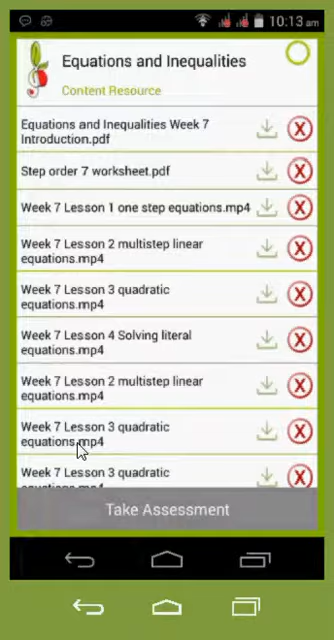 10:13 am
Equations and Inequalities
Content Resource
Equations and Inequalities Week 7
Introduction.pdf
Step order 7 worksheet.pdf
Week 7 Lesson 1 one step equations.mp4
Week 7 Lesson 2 multistep linear
equations.mp4
Week 7 Lesson 3 quadratic
equations.mp4
Week 7 Lesson 4 Solving literal
equations.mp4
Week 7 Lesson 2 multistep linear
equations.mp4
Week 7 Lesson 3 quadratic
equations.mp4
Week 7 Lesson 3 quadratic
equations.mp4
Take Assessment